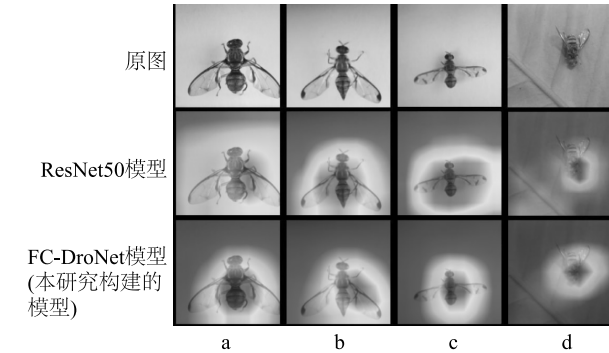 原图
ResNet50模型
FC-DroNet模型
(本研究构建的
模型)
a b c d